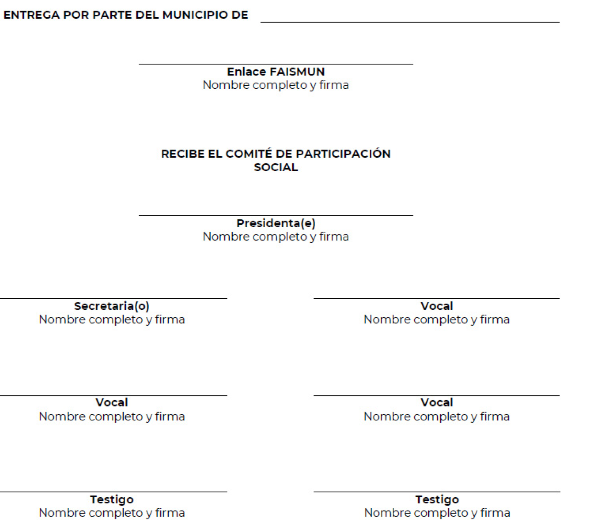 ENTREGA POR PARTE DEL MUNICIPIO DE
Enlace FAISMUN
Nombre completo y firma
RECIBE EL COMITÉ DE PARTICIPACIÓN
SOCIAL
Presidenta(e)
Nombre completo y firma
Secretaria(o)
Nombre completo y firma
Vocal
Nombre completo y firma
Vocal
Nombre completo y firma
Vocal
Nombre completo y firma
Testigo
Nombre completo y firma
Testigo
Nombre completo y firma